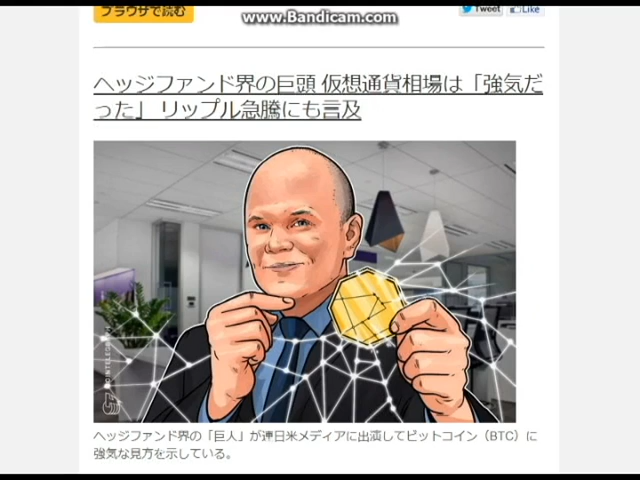 www.Bandicam.com
ブラウザで読む
Tweet
Like
ヘッジファンド界の巨頭 仮想通貨相場は「強気だ
った」 リップル急騰にも言及
COINTELEGRAPH
ヘッジファンド界の「巨人」が連日米メディアに出演してビットコイン（BTC）に
強気な見方を示している。